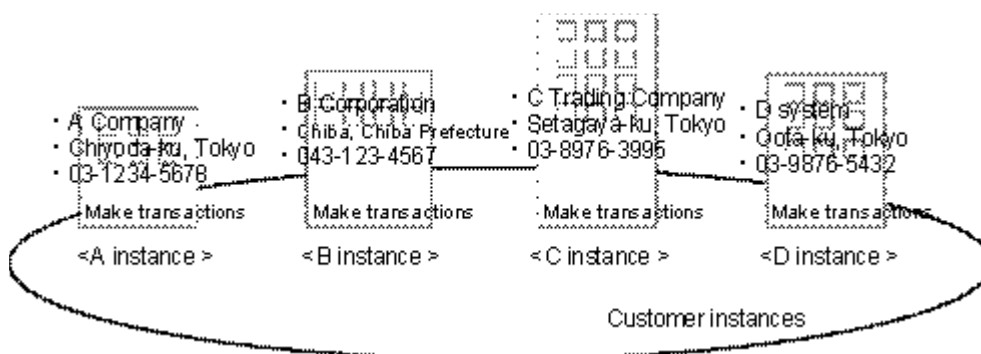 · A Company
Chiyoda-ku, Tokyo
· 03-1234-5678
Make transactions
<A instance >
· B Corporation
· Chiba, Chiba Prefecture
· 043-123-4567
Make transactions
<B instance >
· C Trading Company
Setagaya-ku, Tokyo
03-8976-3995
Make transactions
<C instance >
· D system
Oota-ku, Tokyo
· 03-9876-5432
Make transactions
<D instance >
Customer instances